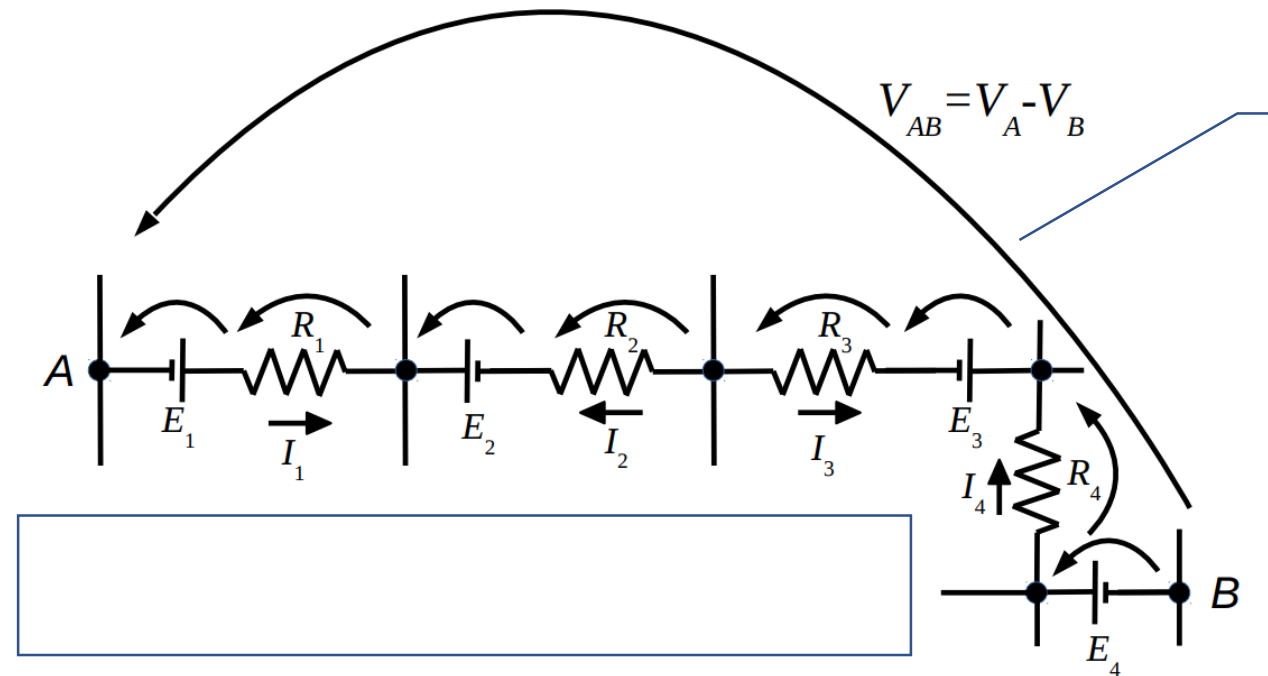 V_AB=V_A-V_B
R_1
R_2
R_3
A
E_1
I_1
E_2
I_2
I_3
E_3
I_4
R_4
B
E_4